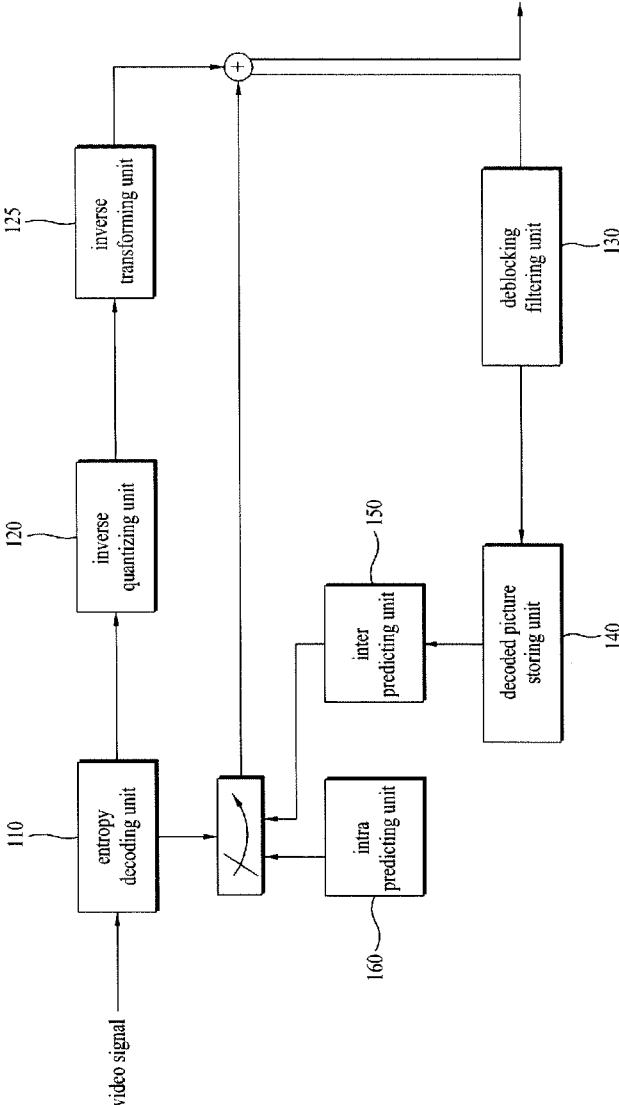 video signal
110
entropy
decoding unit
120
inverse
quantizing unit
125
inverse
transforming unit
+
160
intra
predicting unit
150
inter
predicting unit
140
decoded picture
storing unit
130
deblocking
filtering unit